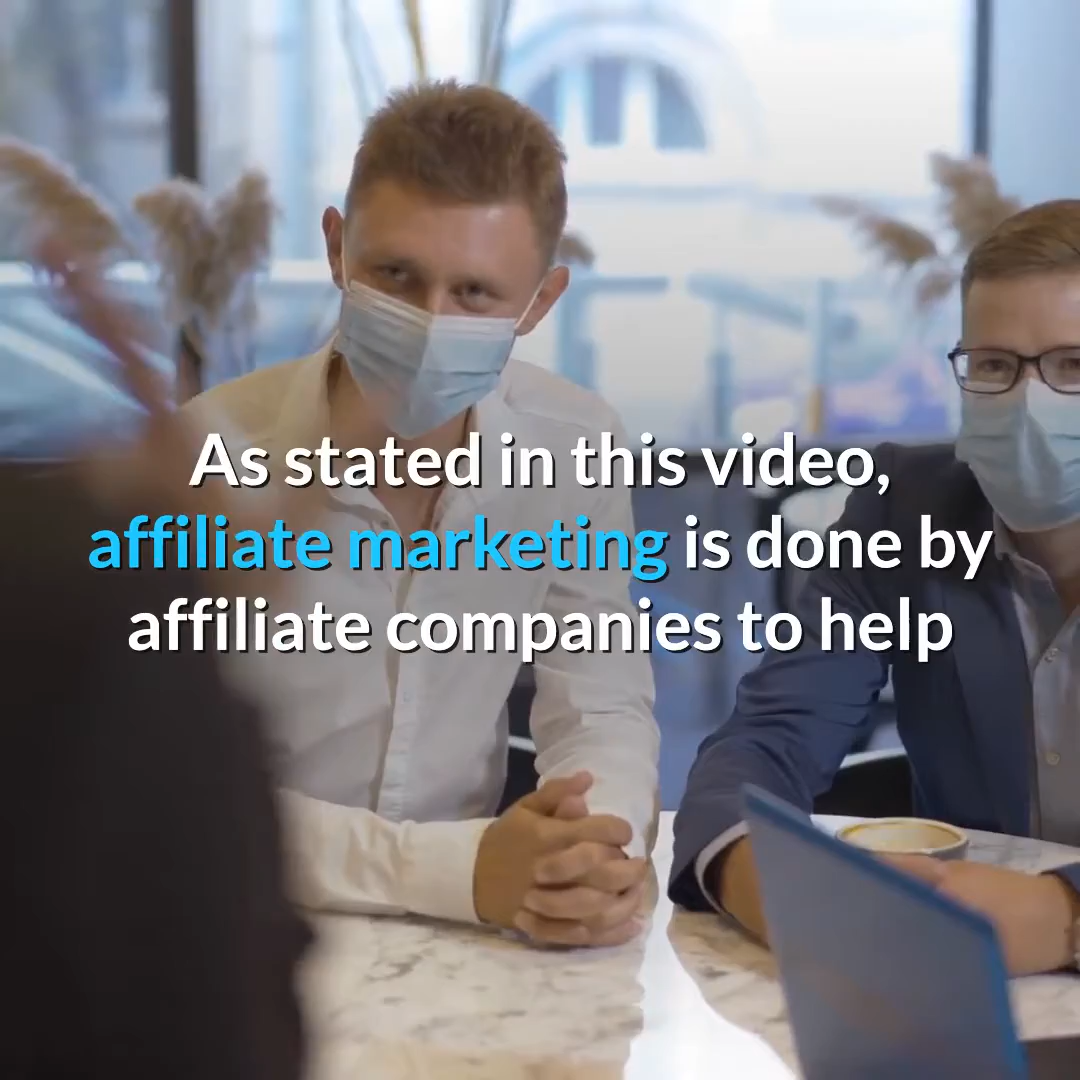 As stated in this video,
affiliate marketing is done by
affiliate companies to help